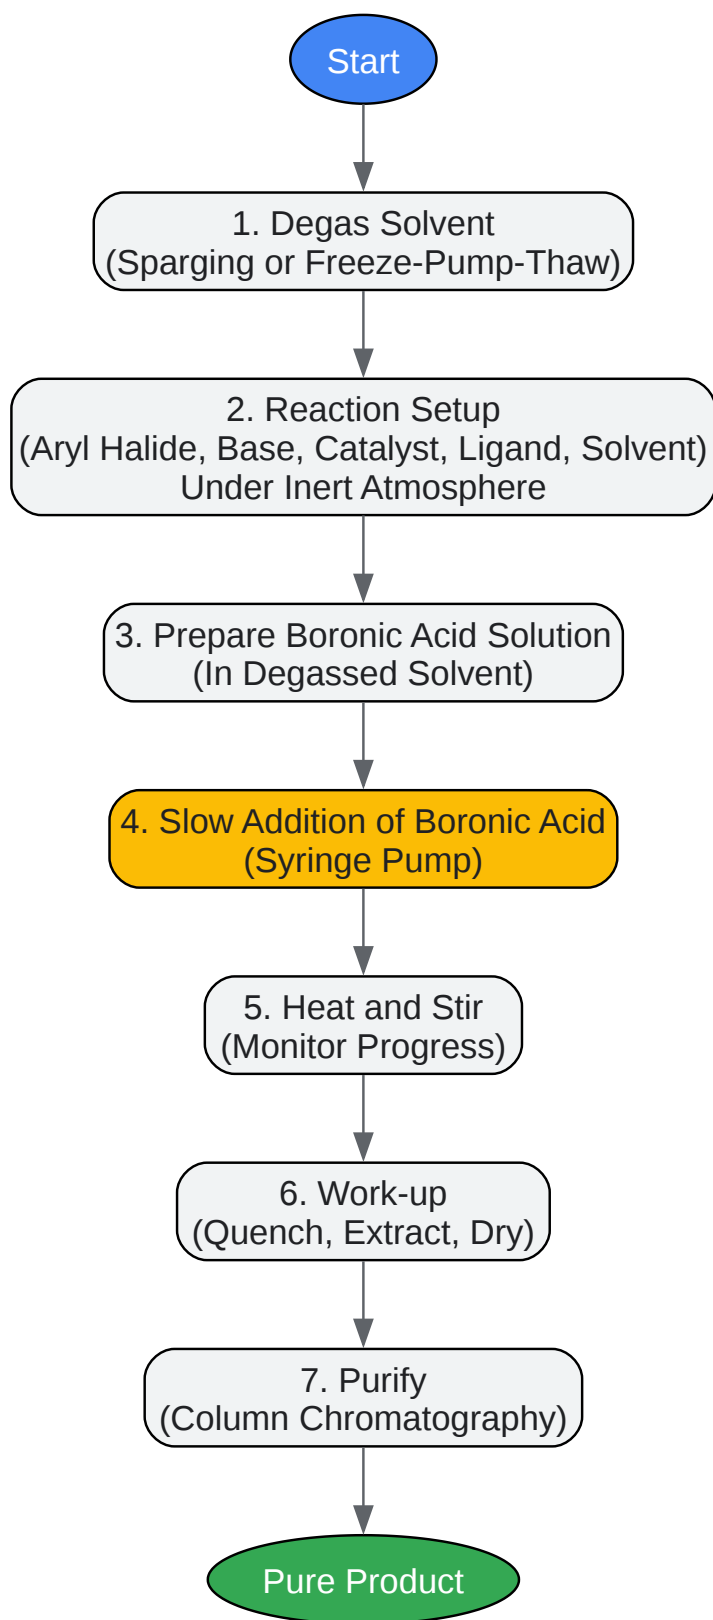 Start
1. Degas Solvent
(Sparging or Freeze-Pump-Thaw)
2. Reaction Setup
(Aryl Halide, Base, Catalyst, Ligand, Solvent)
Under Inert Atmosphere
3. Prepare Boronic Acid Solution
(In Degassed Solvent)
4. Slow Addition of Boronic Acid
(Syringe Pump)
5. Heat and Stir
(Monitor Progress)
6. Work-up
(Quench, Extract, Dry)
7. Purify
(Column Chromatography)
Pure Product